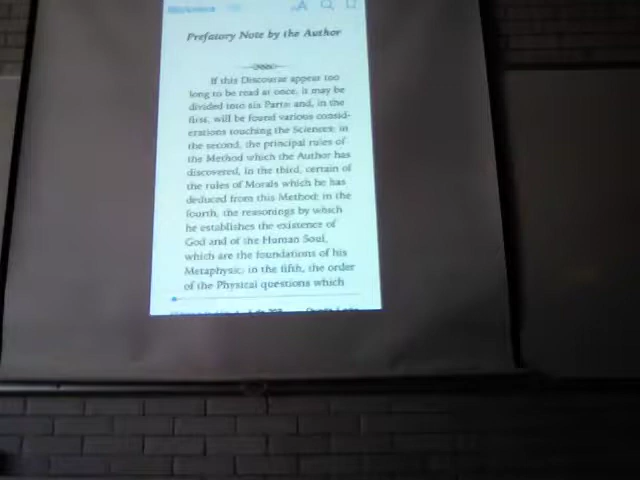 Biblioteca
AA
Prefatory Note by the Author
If this Discourse appear too
long to be read at once, it may be
divided into six Parts: and, in the
first, will be found various consid-
erations touching the Sciences; in
the second, the principal rules of
the Method which the Author has
discovered, in the third, certain of
the rules of Morals which he has
deduced from this Method; in the
fourth, the reasonings by which
he establishes the existence of
God and of the Human Soul,
which are the foundations of his
Metaphysic; in the fifth, the order
of the Physical questions which